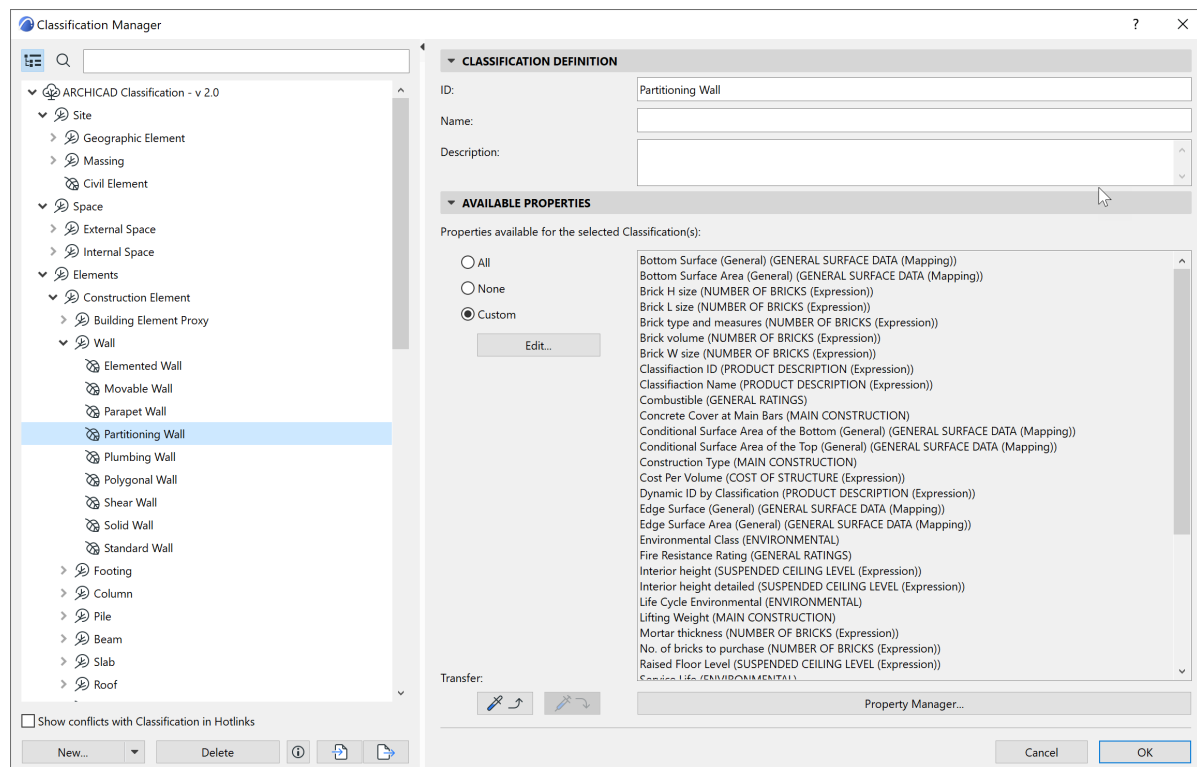 Classification Manager
?
ARCHICAD Classification - v 2.0
Site
Geographic Element
Massing
Civil Element
Space
External Space
Internal Space
Elements
Construction Element
Building Element Proxy
Wall
Elemented Wall
Movable Wall
Parapet Wall
Partitioning Wall
Plumbing Wall
Polygonal Wall
Shear Wall
Solid Wall
Standard Wall
Footing
Column
Pile
Beam
Slab
Roof
Show conflicts with Classification in Hotlinks
New...
Delete
CLASSIFICATION DEFINITION
ID:
Partitioning Wall
Name:
Description:
AVAILABLE PROPERTIES
Properties available for the selected Classification(s):
All
None
Custom
Edit...
Bottom Surface (General) (GENERAL SURFACE DATA (Mapping))
Bottom Surface Area (General) (GENERAL SURFACE DATA (Mapping))
Brick H size (NUMBER OF BRICKS (Expression))
Brick L size (NUMBER OF BRICKS (Expression))
Brick type and measures (NUMBER OF BRICKS (Expression))
Brick volume (NUMBER OF BRICKS (Expression))
Brick W size (NUMBER OF BRICKS (Expression))
Classifiaction ID (PRODUCT DESCRIPTION (Expression))
Classifiaction Name (PRODUCT DESCRIPTION (Expression))
Combustible (GENERAL RATINGS)
Concrete Cover at Main Bars (MAIN CONSTRUCTION)
Conditional Surface Area of the Bottom (General) (GENERAL SURFACE DATA (Mapping))
Conditional Surface Area of the Top (General) (GENERAL SURFACE DATA (Mapping))
Construction Type (MAIN CONSTRUCTION)
Cost Per Volume (COST OF STRUCTURE (Expression))
Dynamic ID by Classification (PRODUCT DESCRIPTION (Expression))
Edge Surface (General) (GENERAL SURFACE DATA (Mapping))
Edge Surface Area (General) (GENERAL SURFACE DATA (Mapping))
Environmental Class (ENVIRONMENTAL)
Fire Resistance Rating (GENERAL RATINGS)
Interior height (SUSPENDED CEILING LEVEL (Expression))
Interior height detailed (SUSPENDED CEILING LEVEL (Expression))
Life Cycle Environmental (ENVIRONMENTAL)
Lifting Weight (MAIN CONSTRUCTION)
Mortar thickness (NUMBER OF BRICKS (Expression))
No. of bricks to purchase (NUMBER OF BRICKS (Expression))
Raised Floor Level (SUSPENDED CEILING LEVEL (Expression))
Service Life (ENVIRONMENTAL)
Transfer:
Property Manager...
Cancel
OK